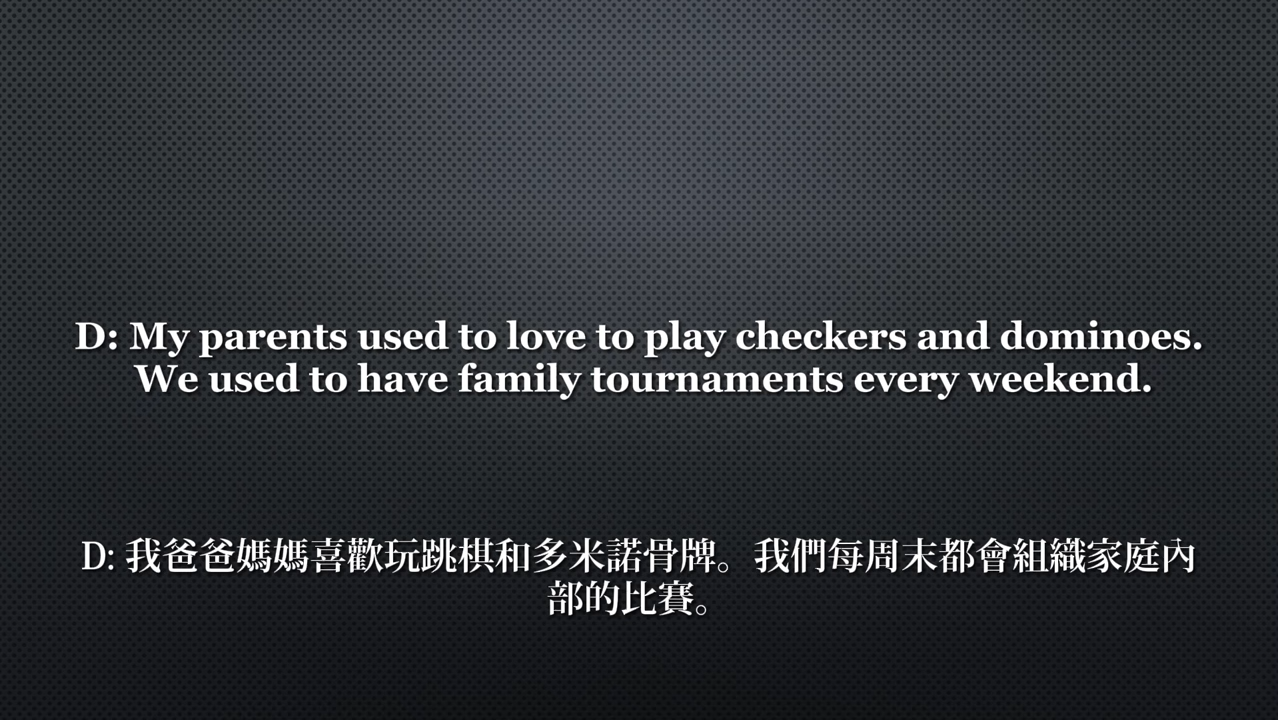 D: My parents used to love to play checkers and dominoes.
We used to have family tournaments every weekend.
D: 我爸爸媽媽喜歡玩跳棋和多米諾骨牌。我們每周末都會組織家庭內
部的比賽。